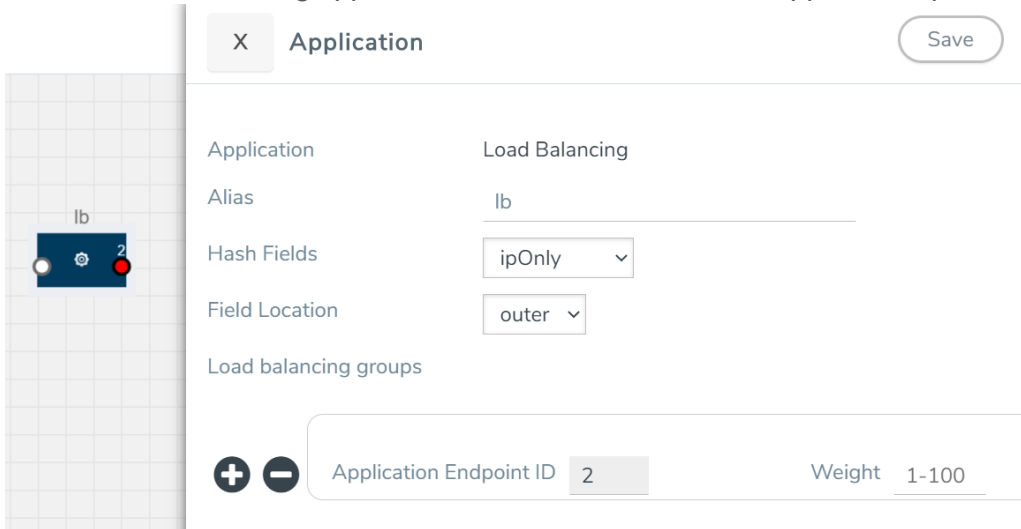 X Application Save
Application Load Balancing
Alias lb
lb
2
Hash Fields ipOnly
Field Location outer
Load balancing groups
Application Endpoint ID 2 Weight 1-100